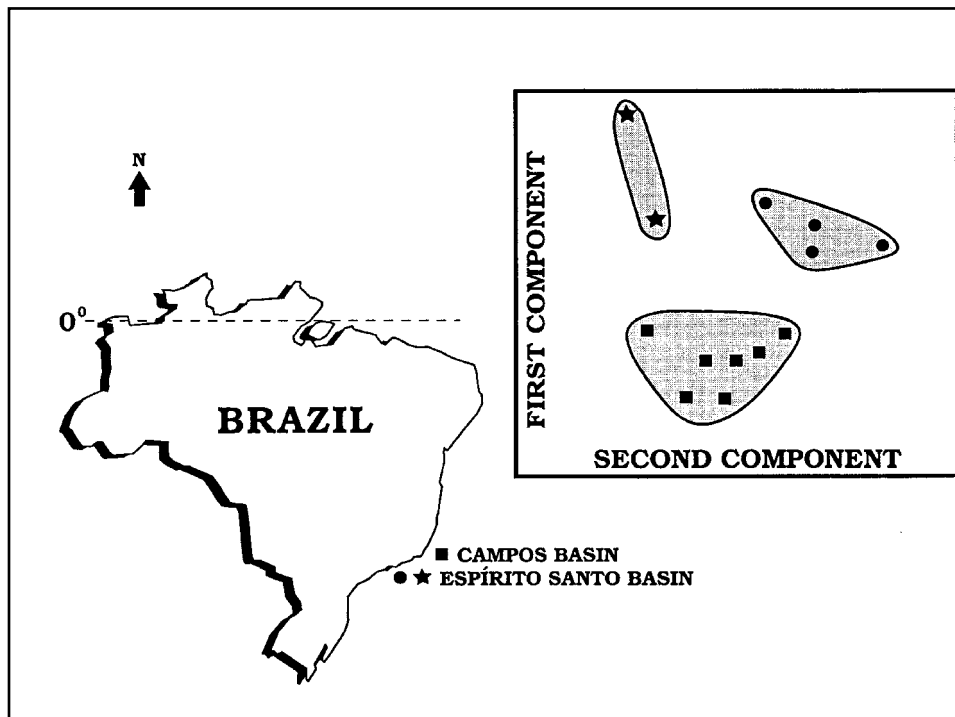 N
0°
BRAZIL
CAMPOS BASIN
ESPÍRITO SANTO BASIN
FIRST COMPONENT
SECOND COMPONENT